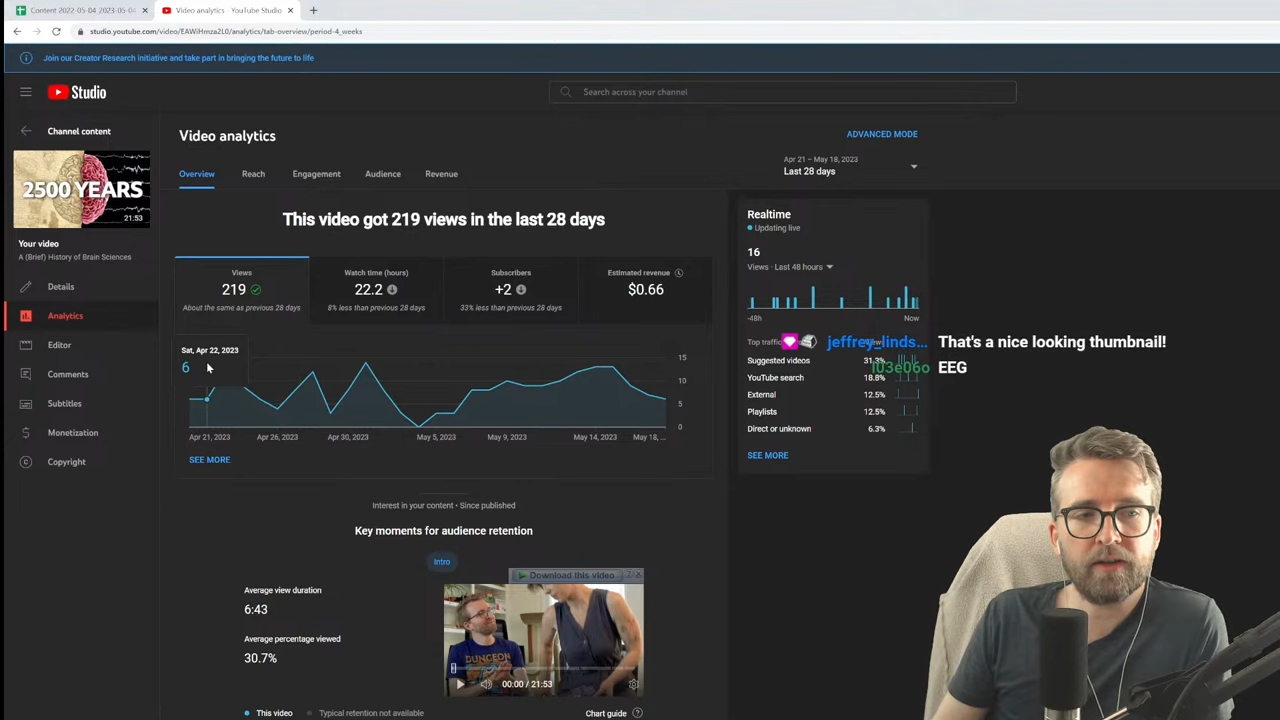 Content 2022-05-04_2023-05-04
Video analytics - YouTube Studio
studio.youtube.com/video/EAWiHmza2L0/analytics/tab-overview/period-4_weeks
Join our Creator Research Initiative and take part in bringing the future to life
Studio
Search across your channel
Channel content
2500 YEARS
21:53
Your video
A (Brief) History of Brain Sciences
Details
Analytics
Editor
Comments
Subtitles
Monetization
Copyright
Video analytics
ADVANCED MODE
Overview
Reach
Engagement
Audience
Revenue
Apr 21 – May 18, 2023
Last 28 days
This video got 219 views in the last 28 days
Views
219
About the same as previous 28 days
Watch time (hours)
22.2
8% less than previous 28 days
Subscribers
+2
33% less than previous 28 days
Estimated revenue
$0.66
Sat, Apr 22, 2023
6
15
10
5
0
Apr 21, 2023
Apr 26, 2023
Apr 30, 2023
May 5, 2023
May 9, 2023
May 14, 2023
May 18, ...
SEE MORE
Realtime
Updating live
16
Views · Last 48 hours
-48h
Now
Suggested videos 31.3%
YouTube search 18.8%
External 12.5%
Playlists 12.5%
Direct or unknown 6.3%
SEE MORE
jeffrey_linds... That's a nice looking thumbnail!
l03e06o EEG
Interest in your content • Since published
Key moments for audience retention
Intro
Average view duration
6:43
Average percentage viewed
30.7%
Download this video
DUNGEON
00:00 / 21:53
This video
Typical retention not available
Chart guide